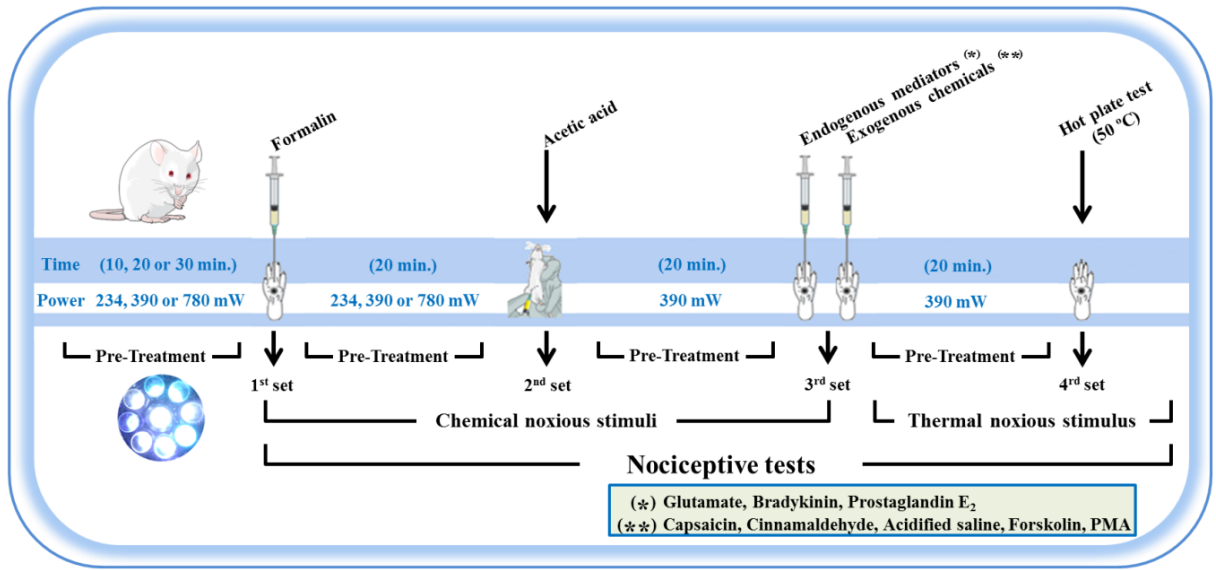 Formalin
Acetic acid
Endogenous mediators (*)
Exogenous chemicals (**)
Hot plate test
(50 ºC)
Time (10, 20 or 30 min.) (20 min.) (20 min.) (20 min.)
Power 234, 390 or 780 mW 234, 390 or 780 mW 390 mW 390 mW
Pre-Treatment Pre-Treatment Pre-Treatment Pre-Treatment
1st set 2nd set 3rd set 4rd set
Chemical noxious stimuli Thermal noxious stimulus
Nociceptive tests
(*) Glutamate, Bradykinin, Prostaglandin E2
(**) Capsaicin, Cinnamaldehyde, Acidified saline, Forskolin, PMA